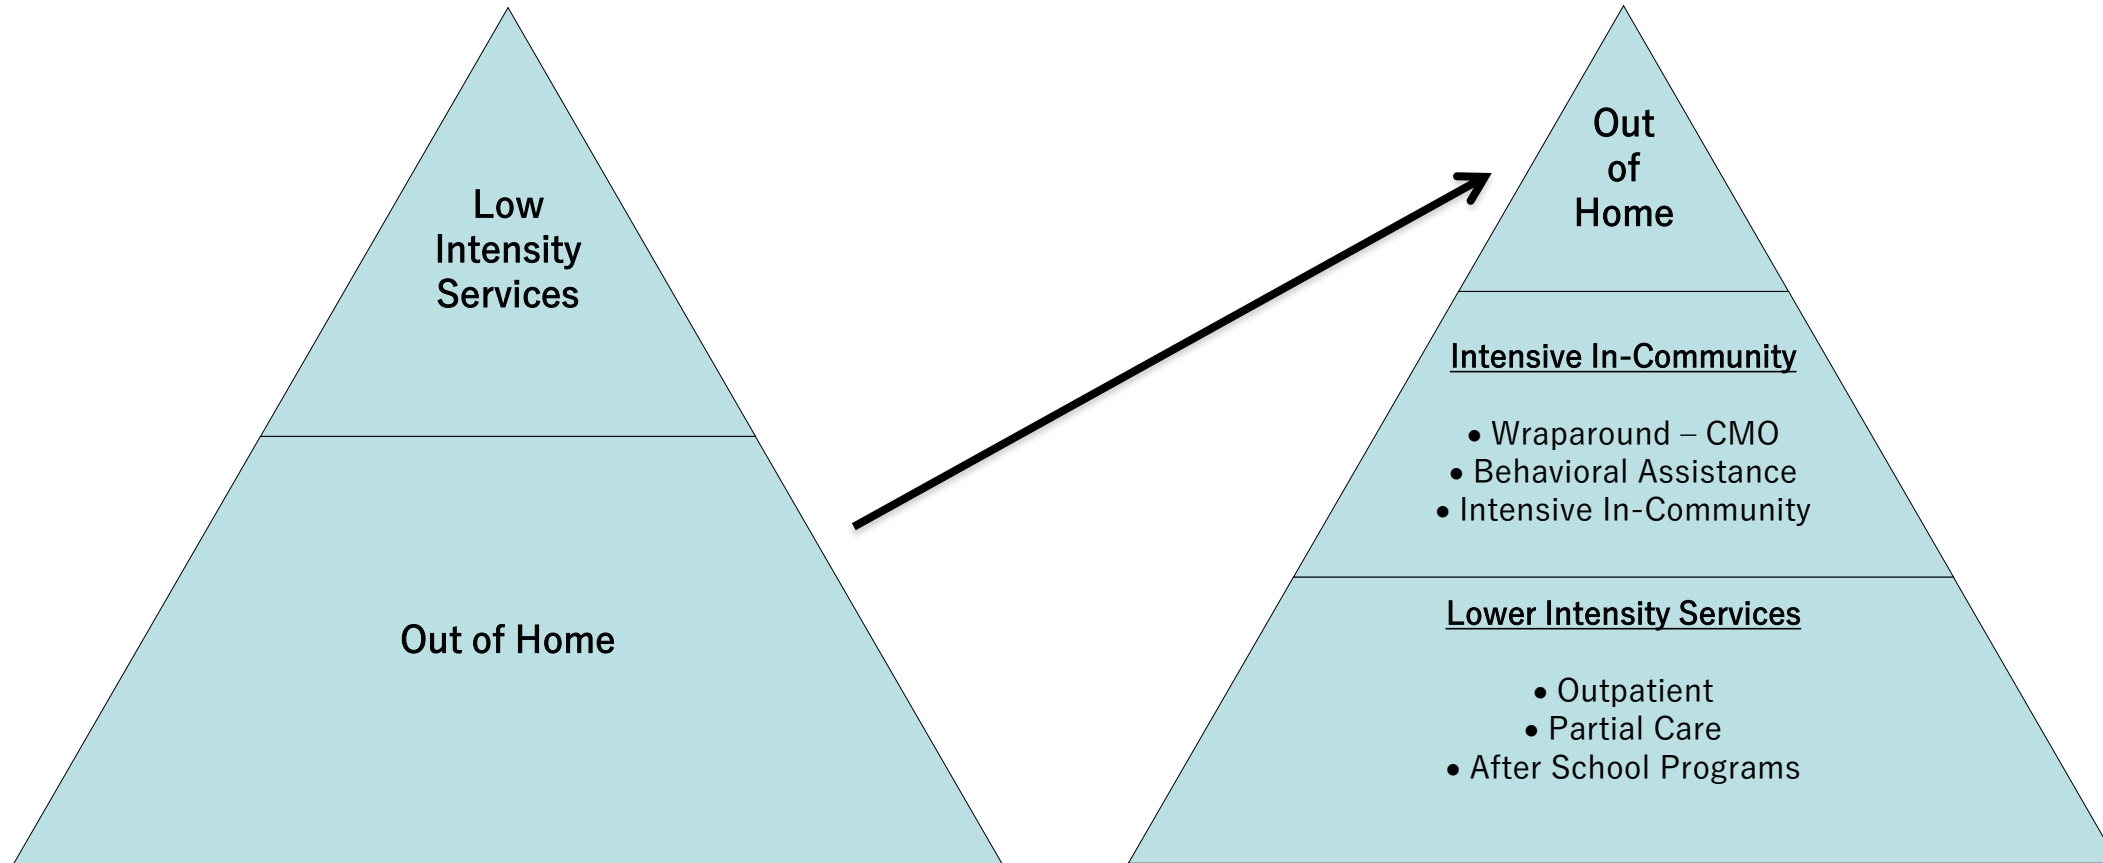 Low
Intensity
Services
Out of Home
Out
of
Home
Intensive In-Community
• Wraparound – CMO
• Behavioral Assistance
• Intensive In-Community
Lower Intensity Services
• Outpatient
• Partial Care
• After School Programs